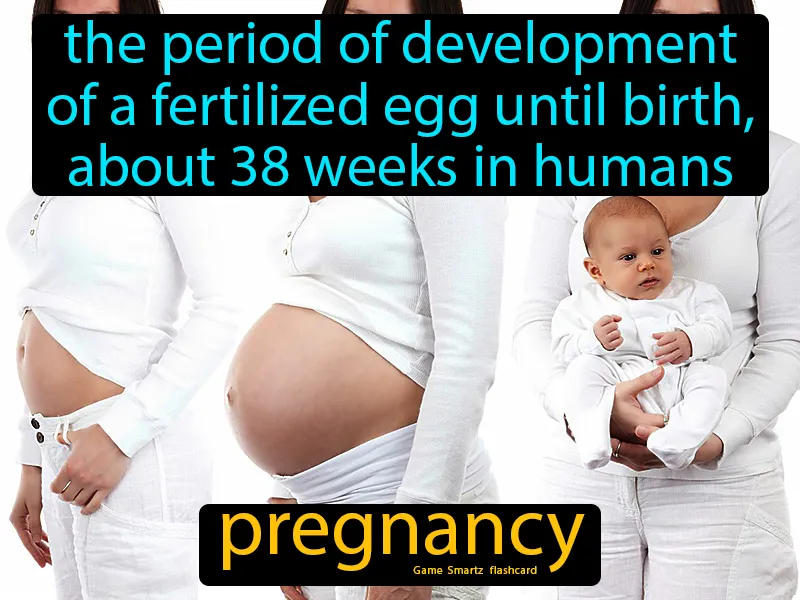 the period of development
of a fertilized egg until birth,
about 38 weeks in humans
pregnancy
Game Smartz flashcard